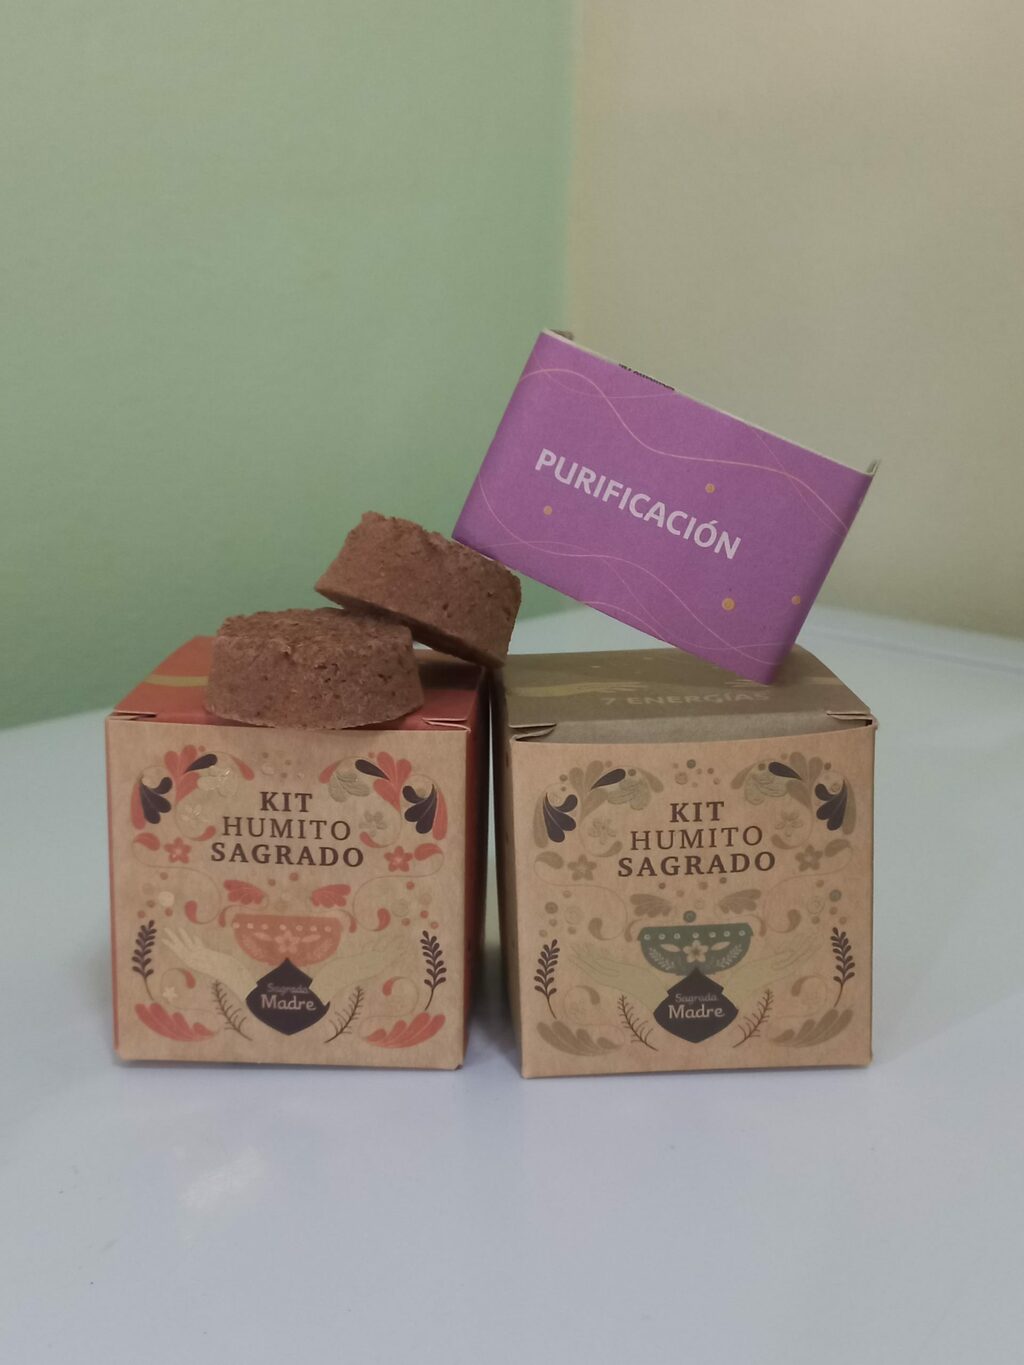 PURIFICACIÓN
7 ENERGÍAS
KIT
HUMITO
SAGRADO
Sagrada
Madre
KIT
HUMITO
SAGRADO
Sagrada
Madre